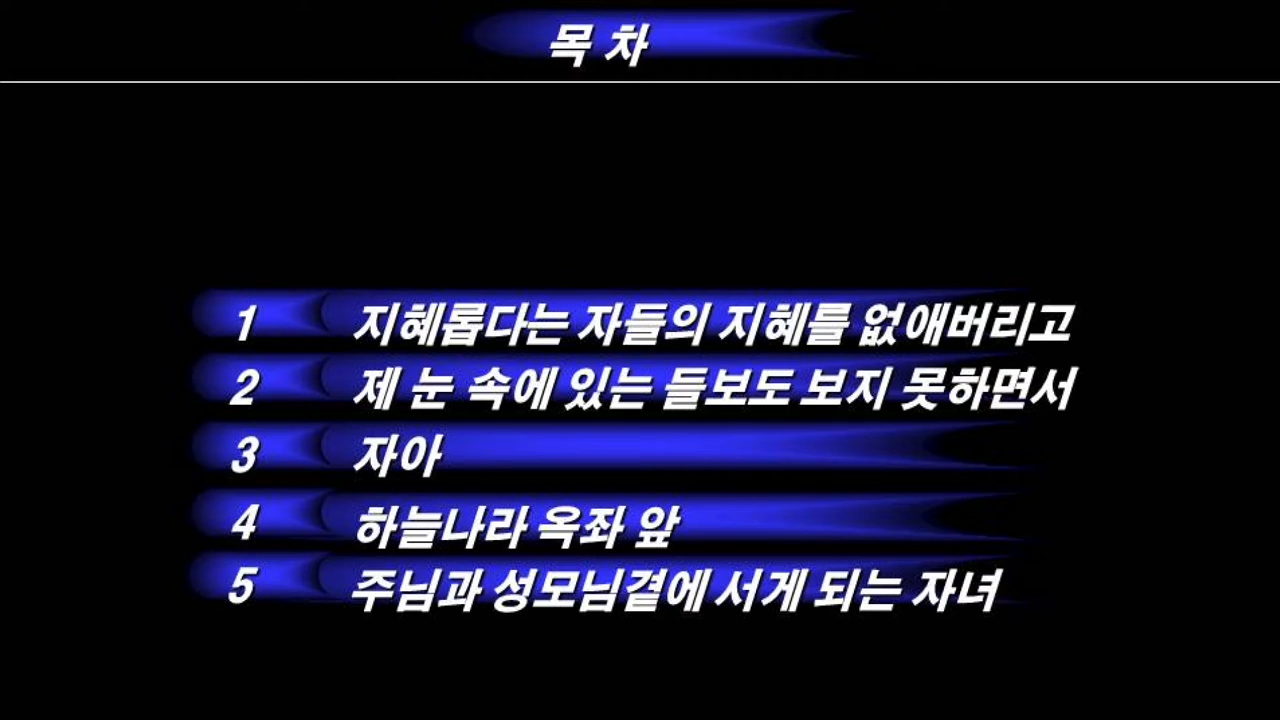 목 차
1 지혜롭다는 자들의 지혜를 없애버리고
2 제 눈 속에 있는 들보도 보지 못하면서
3 자아
4 하늘나라 옥좌 앞
5 주님과 성모님곁에 서게 되는 자녀